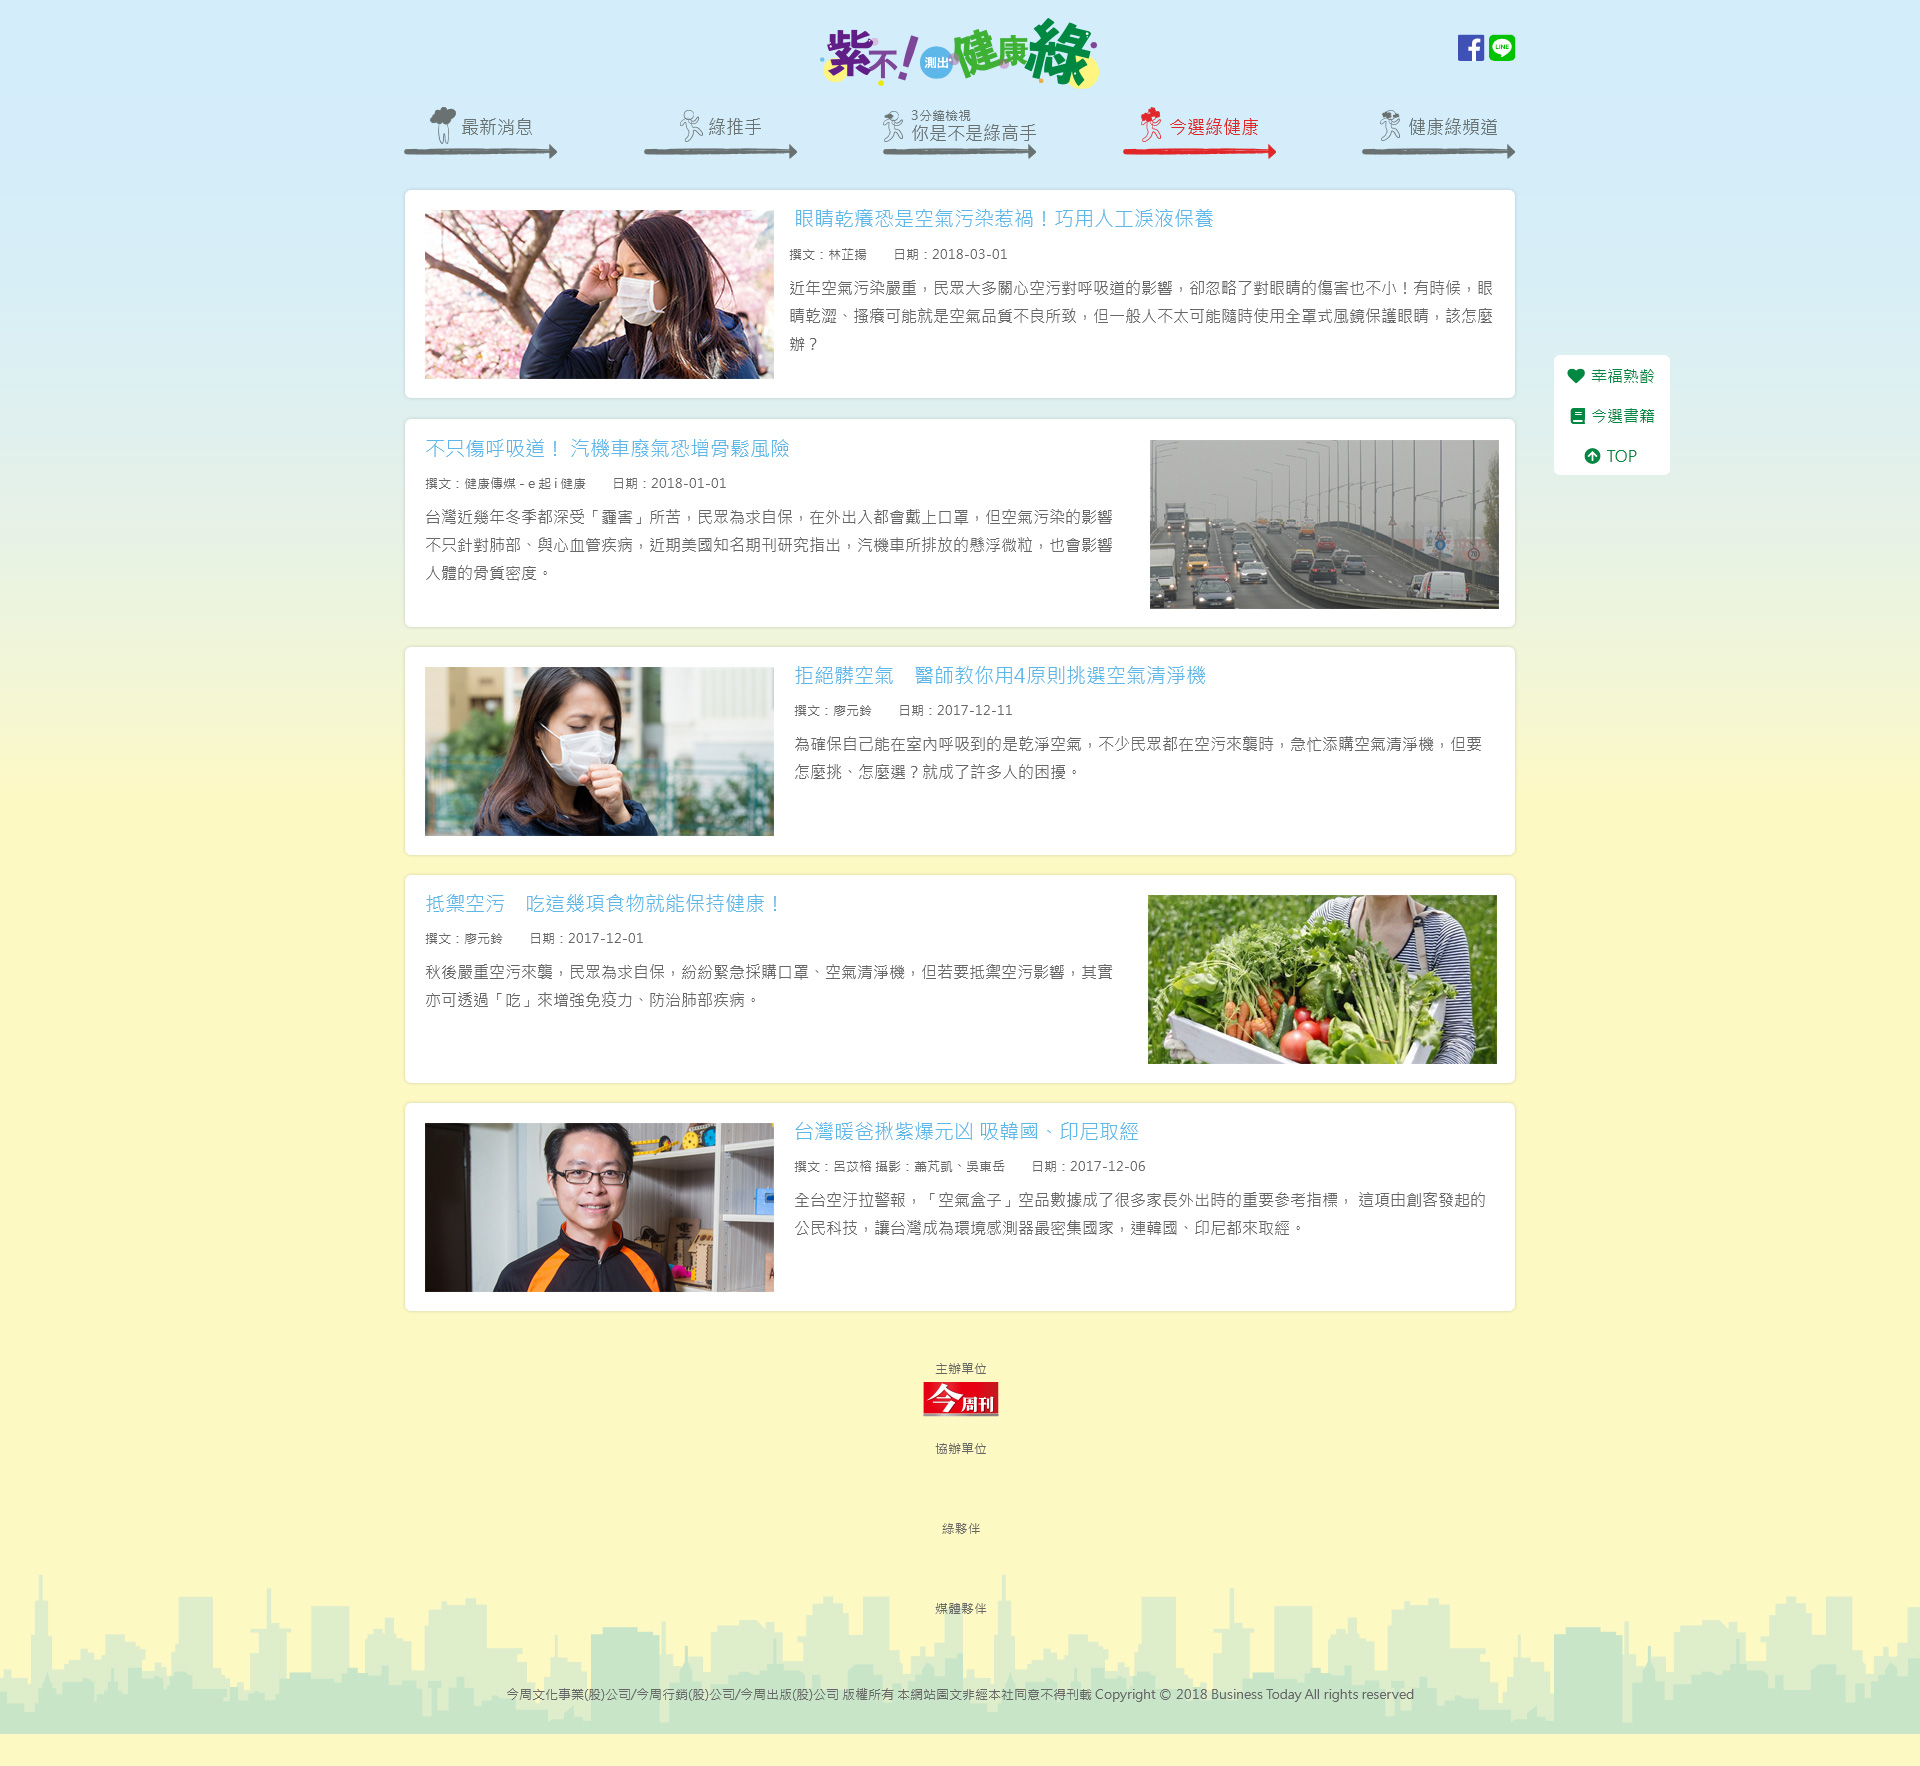 紫不！測出健康綠
最新消息
綠推手
3分鐘檢視
你是不是綠高手
今選綠健康
健康綠頻道
眼睛乾癢恐是空氣污染惹禍！巧用人工淚液保養
撰文：林芷揚　　日期：2018-03-01
近年空氣污染嚴重，民眾大多關心空污對呼吸道的影響，卻忽略了對眼睛的傷害也不小！有時候，眼
睛乾澀、搔癢可能就是空氣品質不良所致，但一般人不太可能隨時使用全罩式風鏡保護眼睛，該怎麼
辦？
幸福熟齡
今選書籍
TOP
不只傷呼吸道！ 汽機車廢氣恐增骨鬆風險
撰文：健康傳媒 - e 起 i 健康　　日期：2018-01-01
台灣近幾年冬季都深受「霾害」所苦，民眾為求自保，在外出入都會戴上口罩，但空氣污染的影響
不只針對肺部、與心血管疾病，近期美國知名期刊研究指出，汽機車所排放的懸浮微粒，也會影響
人體的骨質密度。
拒絕髒空氣　醫師教你用4原則挑選空氣清淨機
撰文：廖元鈴　　日期：2017-12-11
為確保自己能在室內呼吸到的是乾淨空氣，不少民眾都在空污來襲時，急忙添購空氣清淨機，但要
怎麼挑、怎麼選？就成了許多人的困擾。
抵禦空污　吃這幾項食物就能保持健康！
撰文：廖元鈴　　日期：2017-12-01
秋後嚴重空污來襲，民眾為求自保，紛紛緊急採購口罩、空氣清淨機，但若要抵禦空污影響，其實
亦可透過「吃」來增強免疫力、防治肺部疾病。
台灣暖爸揪紫爆元凶 吸韓國、印尼取經
撰文：呂苡榕 攝影：蕭芃凱、吳東岳　　日期：2017-12-06
全台空汙拉警報，「空氣盒子」空品數據成了很多家長外出時的重要參考指標， 這項由創客發起的
公民科技，讓台灣成為環境感測器最密集國家，連韓國、印尼都來取經。
主辦單位
今周刊
協辦單位
綠夥伴
媒體夥伴
今周文化事業(股)公司/今周行銷(股)公司/今周出版(股)公司 版權所有 本網站圖文非經本社同意不得刊載 Copyright © 2018 Business Today All rights reserved